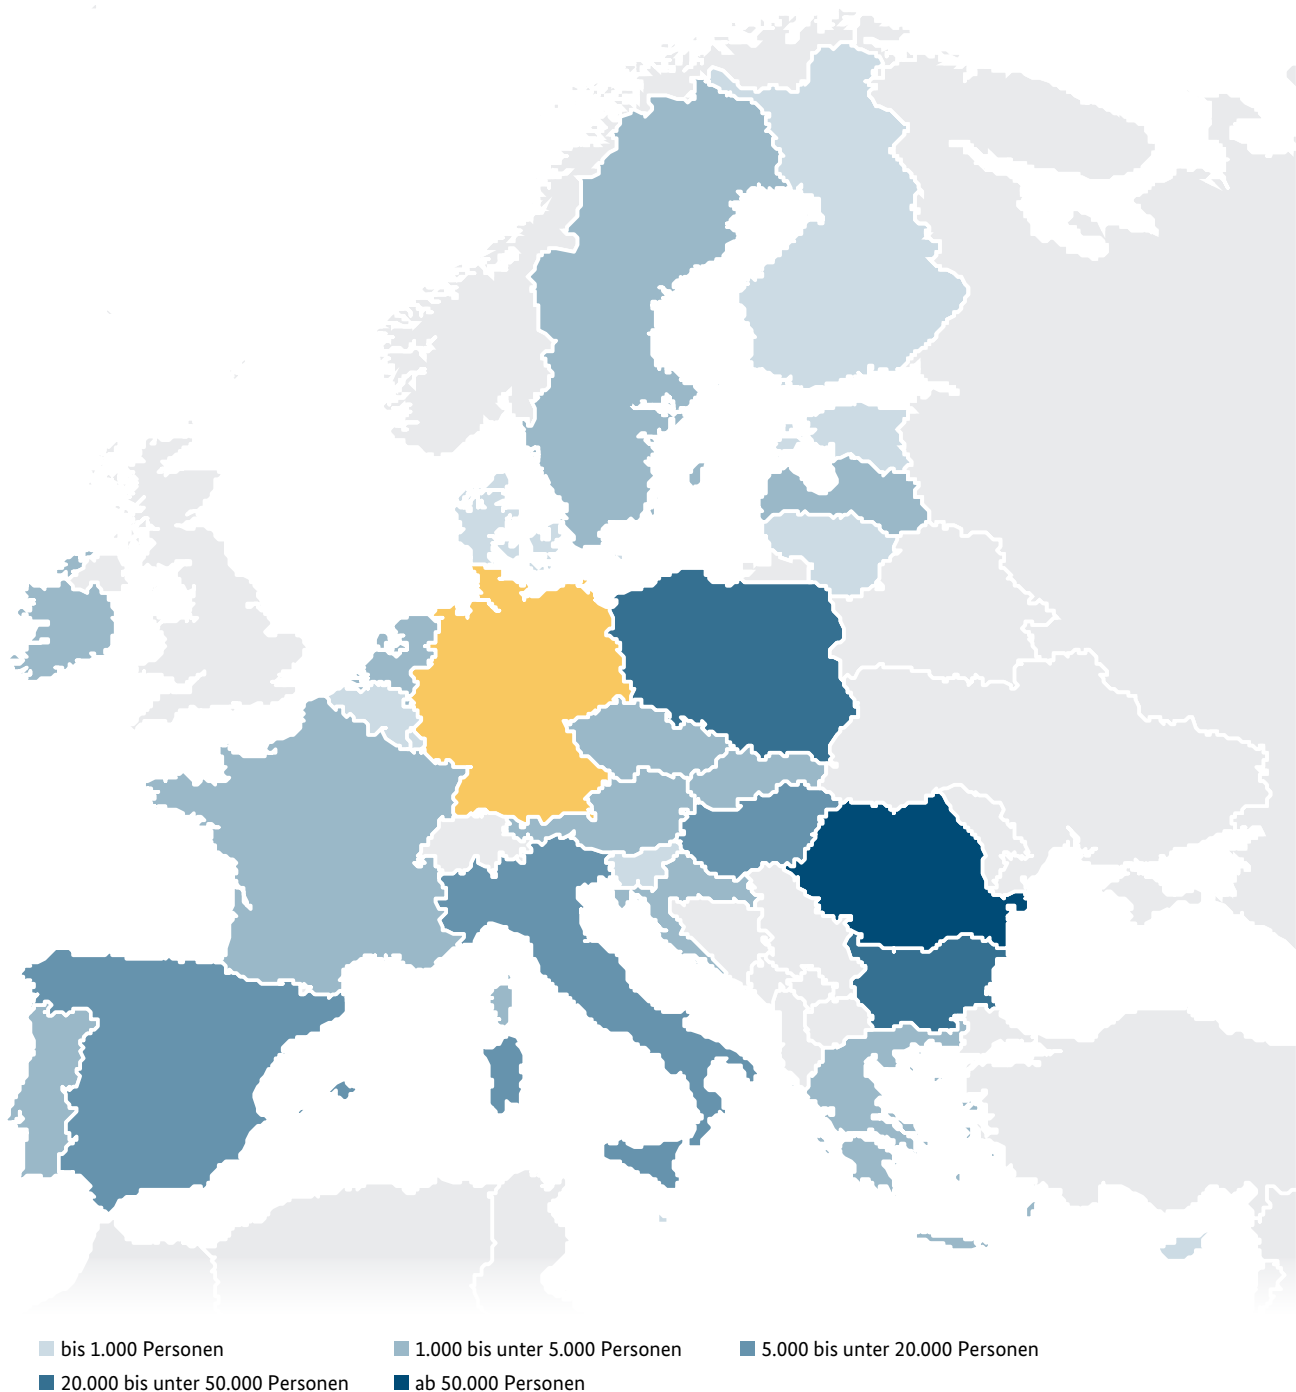 bis 1.000 Personen
1.000 bis unter 5.000 Personen
5.000 bis unter 20.000 Personen
20.000 bis unter 50.000 Personen
ab 50.000 Personen